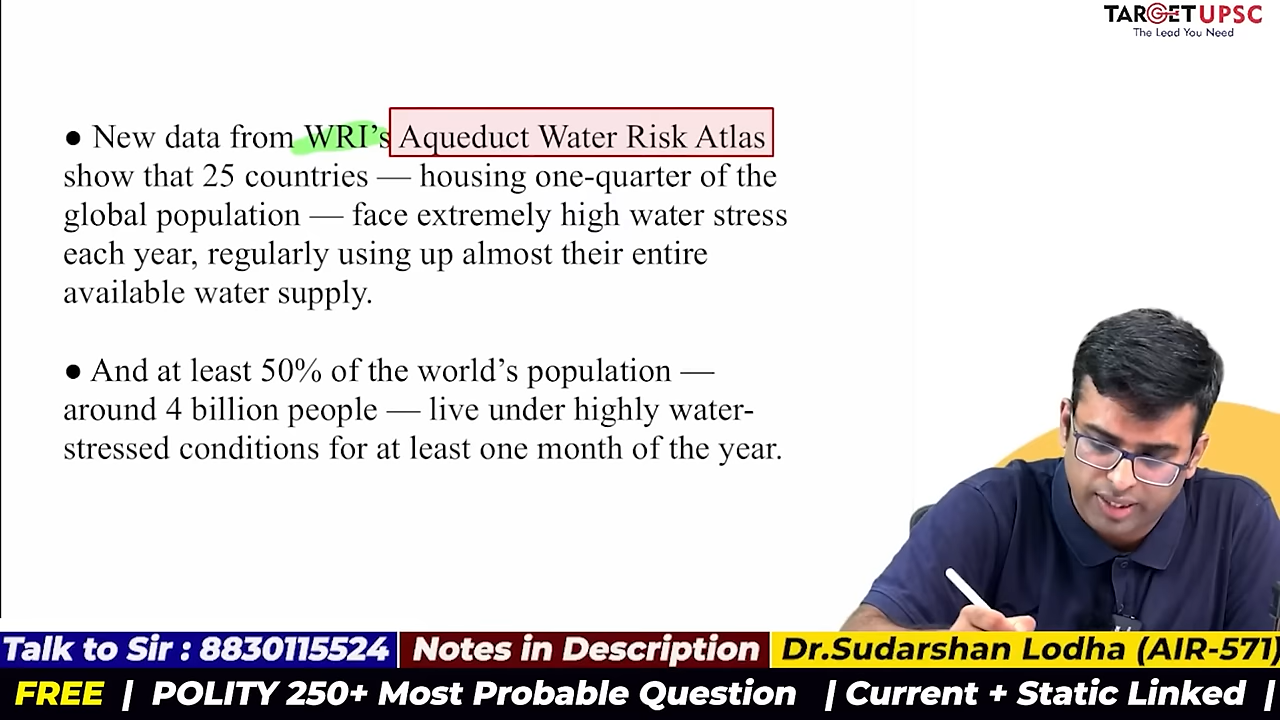 TARGET UPSC
The Lead You Need
● New data from WRI's Aqueduct Water Risk Atlas
show that 25 countries — housing one-quarter of the
global population — face extremely high water stress
each year, regularly using up almost their entire
available water supply.
● And at least 50% of the world's population —
around 4 billion people — live under highly water-
stressed conditions for at least one month of the year.
Talk to Sir : 8830115524 Notes in Description Dr.Sudarshan Lodha (AIR-571)
FREE | POLITY 250+ Most Probable Question | Current + Static Linked |